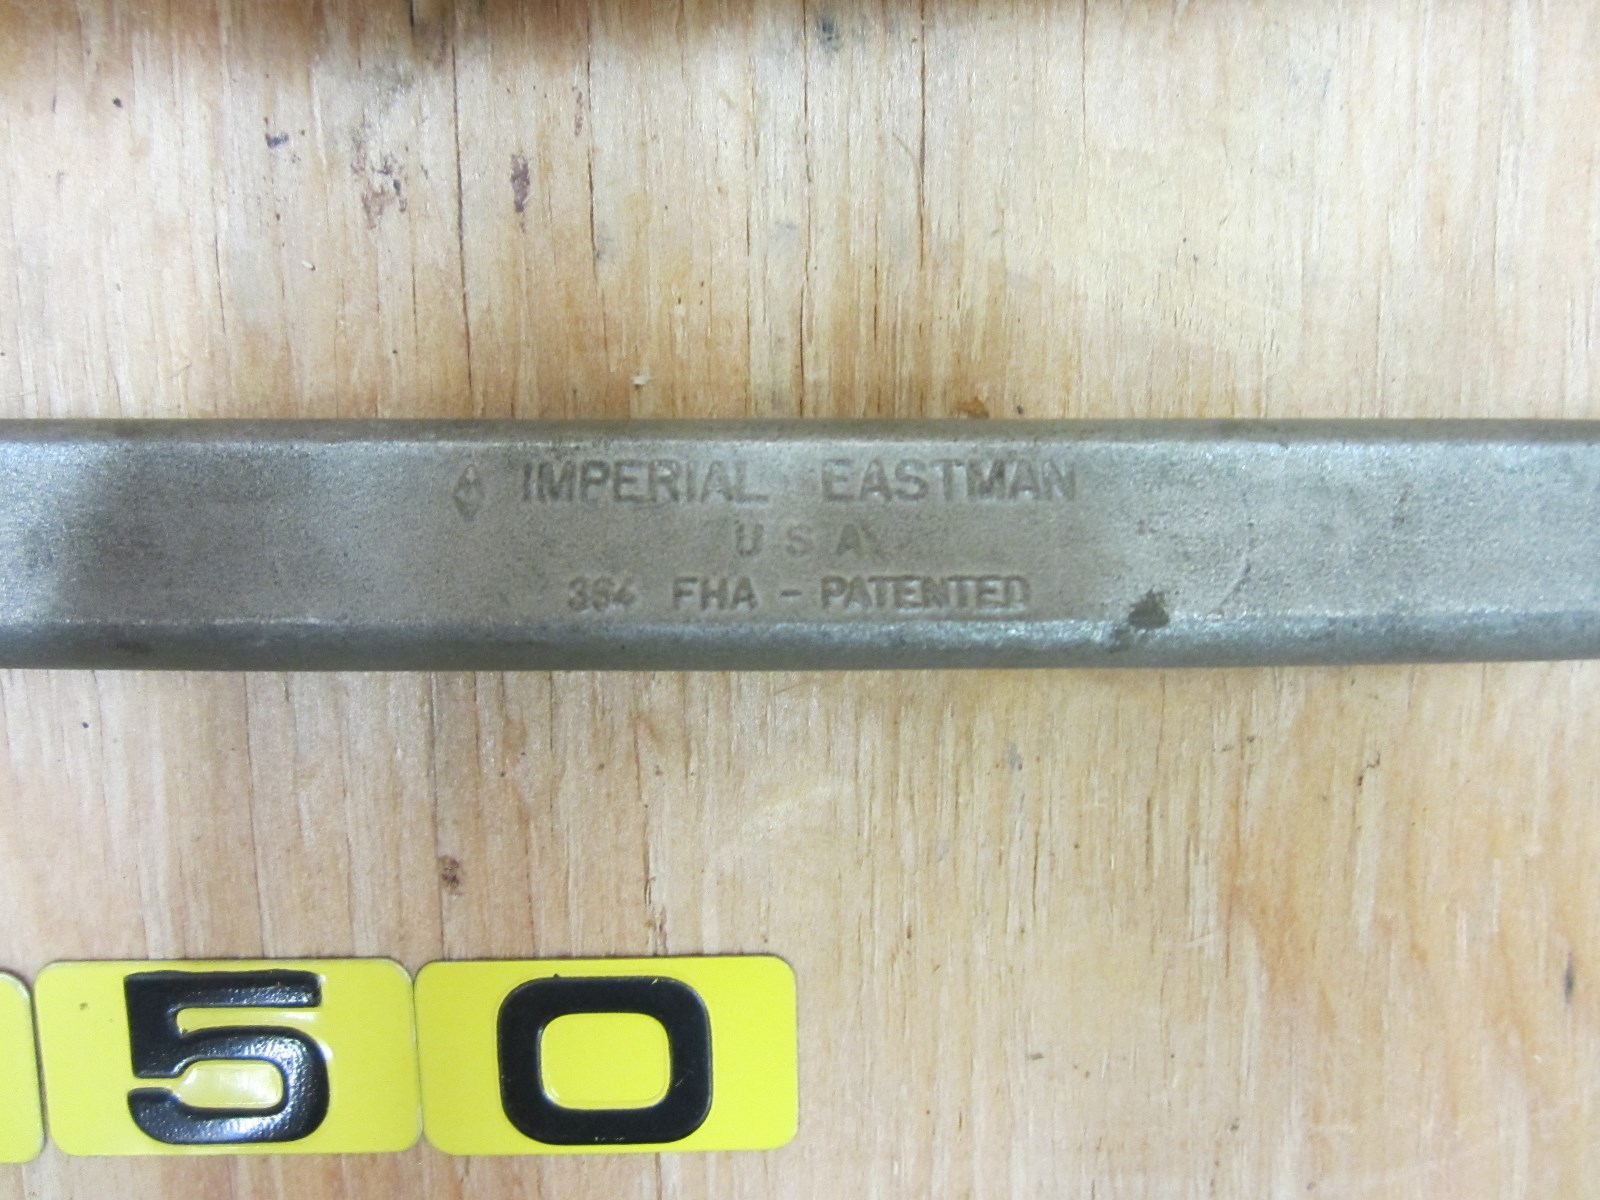 IMPERIAL EASTMAN
U S A
364 FHA - PATENTED
50